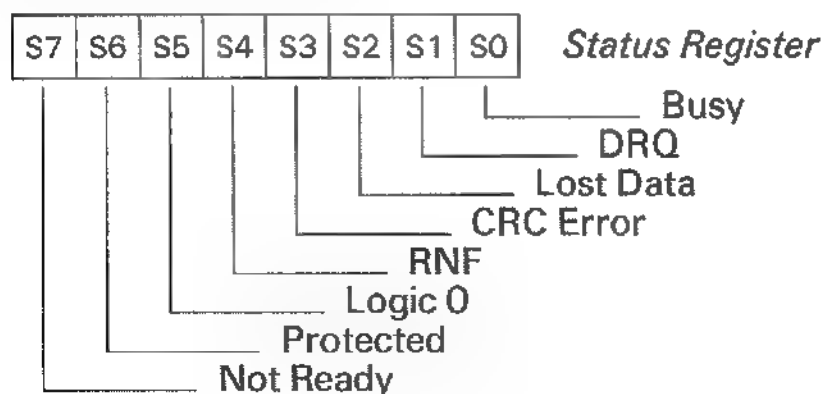 S7 S6 S5 S4 S3 S2 S1 S0 Status Register
Busy
DRQ
Lost Data
CRC Error
RNF
Logic 0
Protected
Not Ready